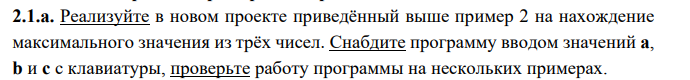 2.1.а. Реализуйте в новом проекте приведённый выше пример 2 на нахождение
максимального значения из трёх чисел. Снабдите программу вводом значений a,
b и c с клавиатуры, проверьте работу программы на нескольких примерах.